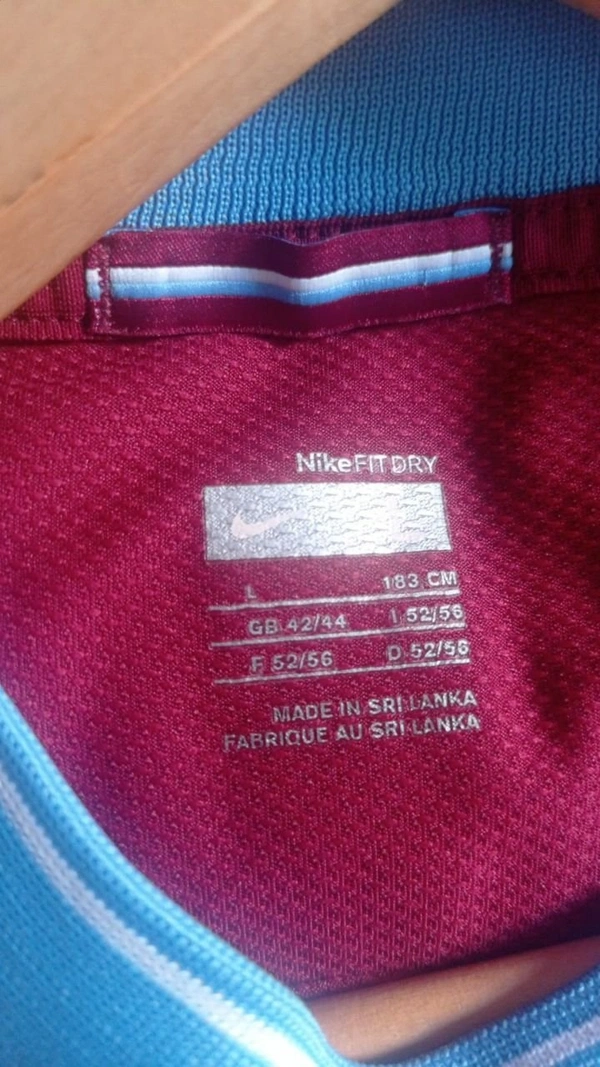 NikeFIT DRY
L 183 CM
GB 42/44 I 52/56
F 52/56 D 52/56
MADE IN SRI LANKA
FABRIQUE AU SRI LANKA